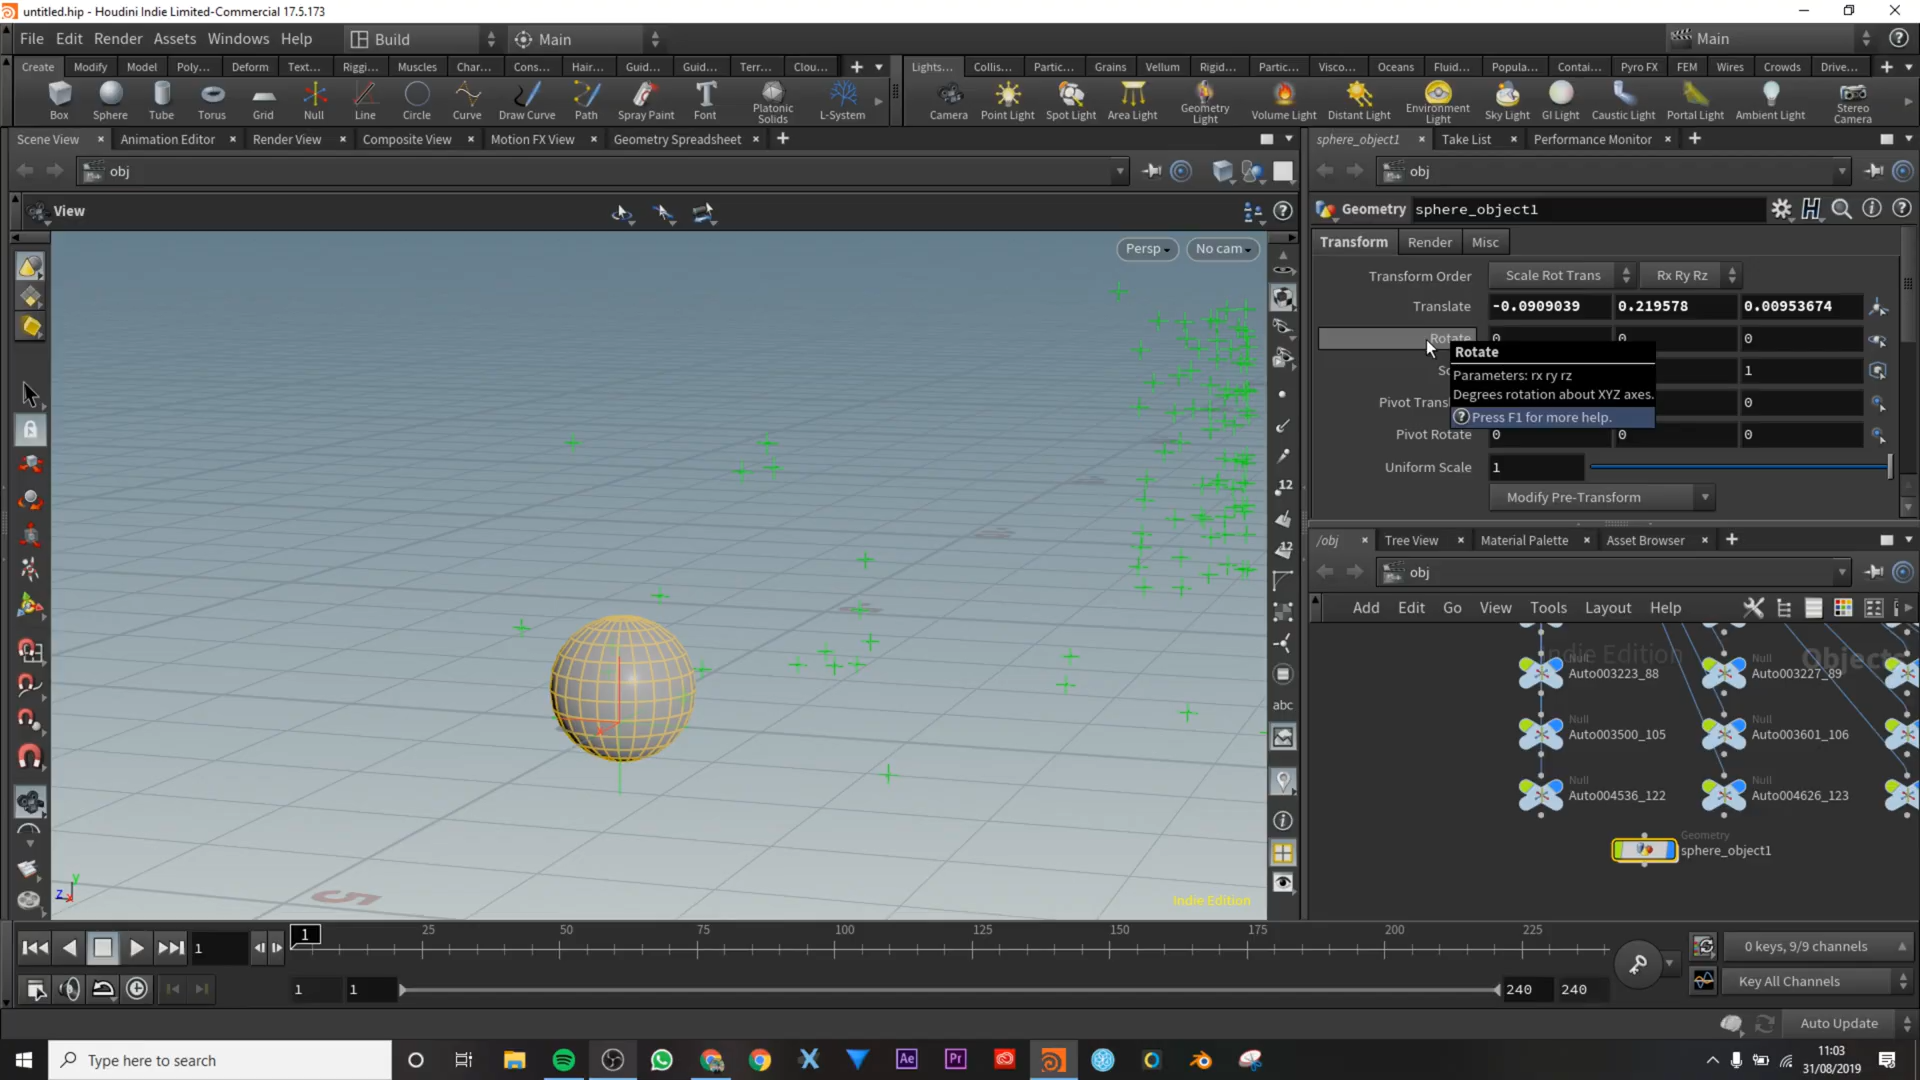 untitled.hip - Houdini Indie Limited-Commercial 17.5.173
File Edit Render Assets Windows Help Build Main Main
Create Modify Model Poly... Deform Text... Riggi... Muscles Char... Cons... Hair... Guid... Guid... Terr... Clou...
Lights... Collis... Partic... Grains Vellum Rigid... Partic... Visco... Oceans Fluid... Popula... Contai... Pyro FX FEM Wires Crowds Drive...
Box Sphere Tube Torus Grid Null Line Circle Curve Draw Curve Path Spray Paint Font Platonic Solids L-System
Camera Point Light Spot Light Area Light Geometry Light Volume Light Distant Light Environment Light Sky Light GI Light Caustic Light Portal Light Ambient Light Stereo Camera
Scene View Animation Editor Render View Composite View Motion FX View Geometry Spreadsheet
sphere_object1 Take List Performance Monitor
obj
obj
View
Geometry sphere_object1
Persp No cam
Transform Render Misc
Transform Order Scale Rot Trans Rx Ry Rz
Translate -0.0909039 0.219578 0.00953674
Rotate 0 0 0
Rotate
Parameters: rx ry rz
Degrees rotation about XYZ axes.
Press F1 for more help.
1
Pivot Trans 0
Pivot Rotate 0 0 0
Uniform Scale 1
Modify Pre-Transform
12
12
abc
/obj Tree View Material Palette Asset Browser
obj
Add Edit Go View Tools Layout Help
Indie Edition Objects
Null Auto003223_88 Null Auto003227_89
Null Auto003500_105 Null Auto003601_106
Null Auto004536_122 Null Auto004626_123
Geometry
sphere_object1
5
z y x
Indie Edition
1 1 25 50 75 100 125 150 175 200 225
0 keys, 9/9 channels
1 1 240 240
Key All Channels
Auto Update
Type here to search
Ae Pr
11:03
31/08/2019